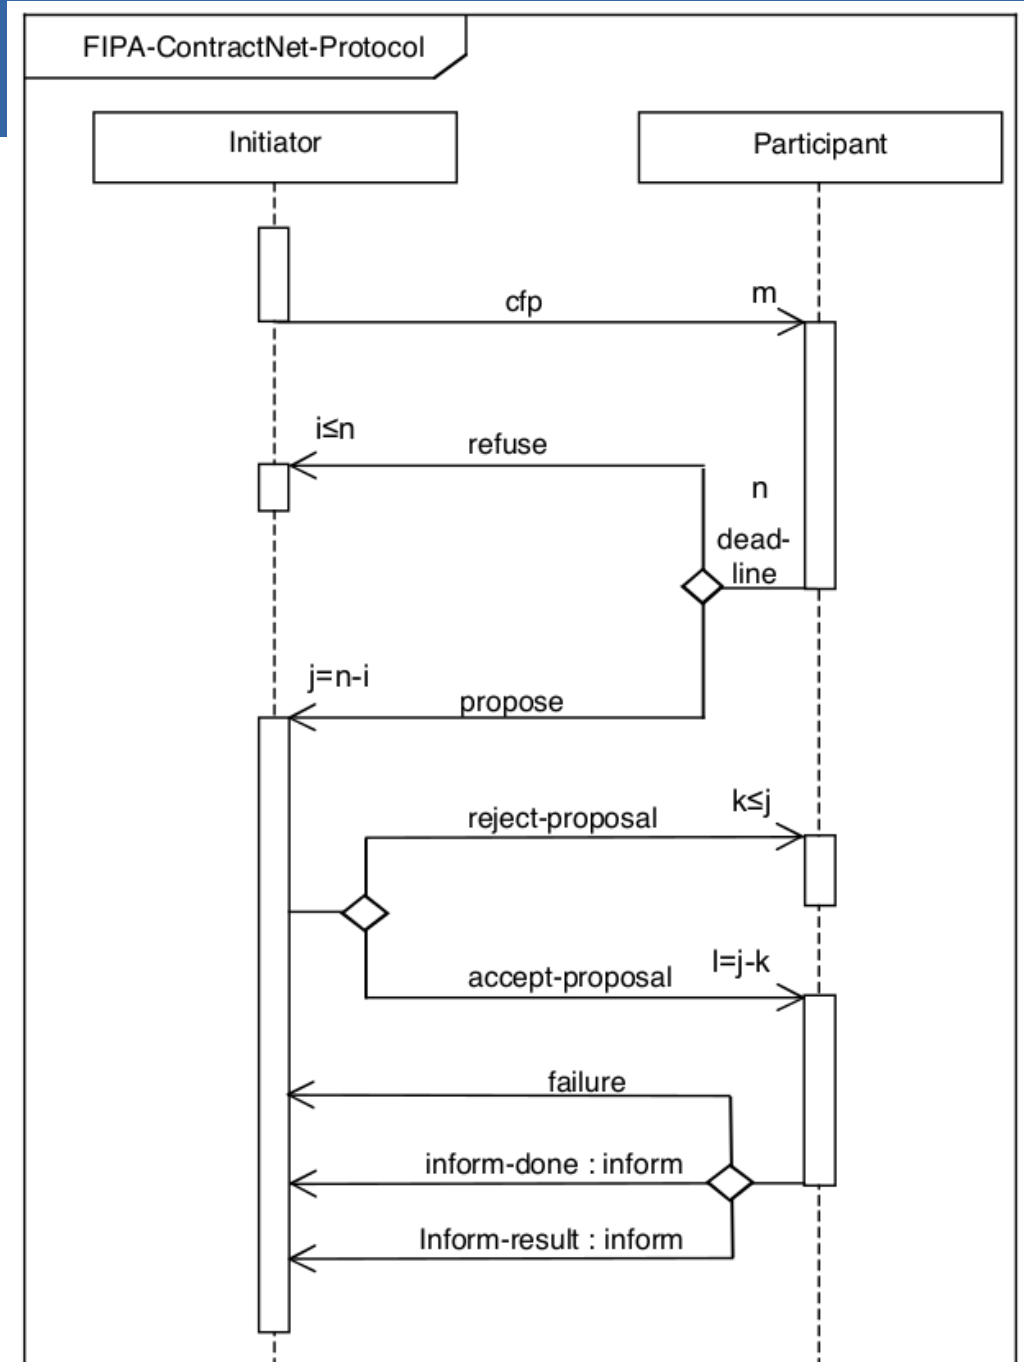 FIPA-ContractNet-Protocol
Initiator
Participant
cfp
m
i≤n
refuse
n
dead-
line
j=n-i
propose
k≤j
reject-proposal
l=j-k
accept-proposal
failure
inform-done : inform
Inform-result : inform